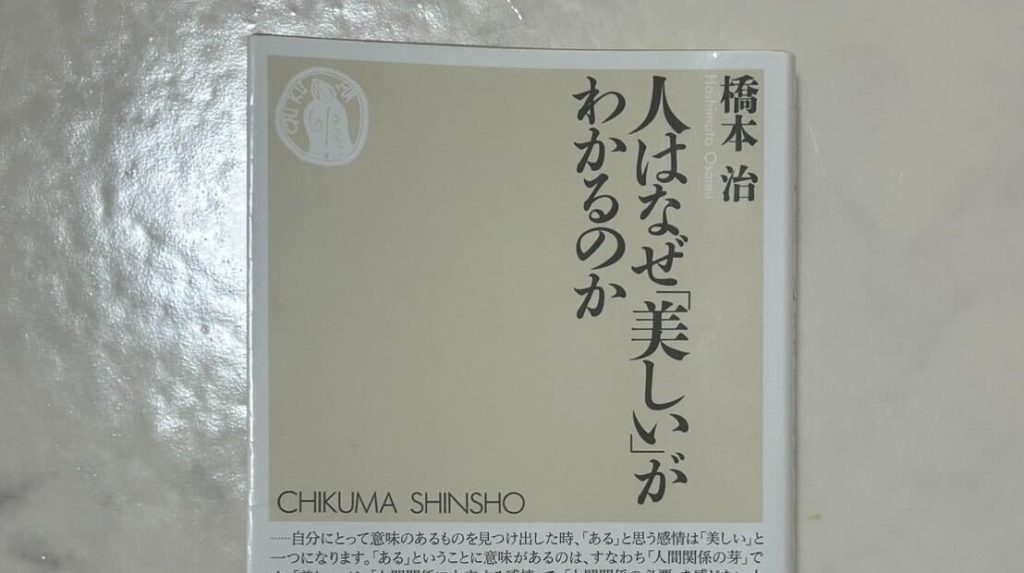 橋本 治
Hashimoto Osamu
人はなぜ「美しい」が
わかるのか
CHIKUMA SHINSHO
……自分にとって意味のあるものを見つけ出した時、「ある」と思う感情は「美しい」と
一つになります。「ある」ということに意味があるのは、すなわち「人間関係の芽」で